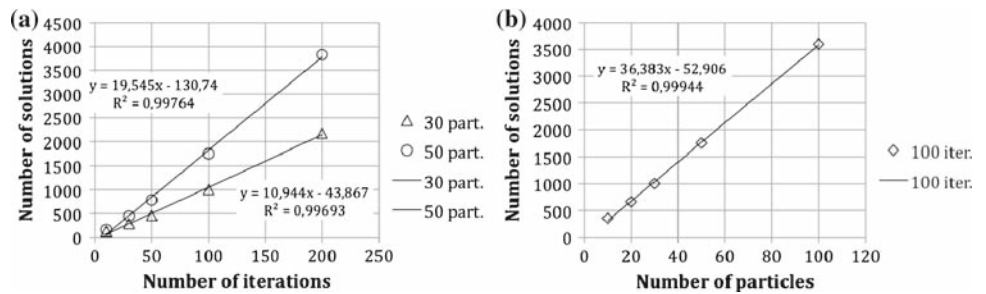 (a)
Number of solutions
4500
4000
3500
3000
2500
2000
1500
1000
500
0
y = 19,545x - 130,74
R² = 0,99764
y = 10,944x - 43,867
R² = 0,99693
0 50 100 150 200 250
Number of iterations
30 part.
50 part.
30 part.
50 part.
(b)
Number of solutions
4000
3500
3000
2500
2000
1500
1000
500
0
y = 36,383x - 52,906
R² = 0,99944
0 20 40 60 80 100 120
Number of particles
100 iter.
100 iter.